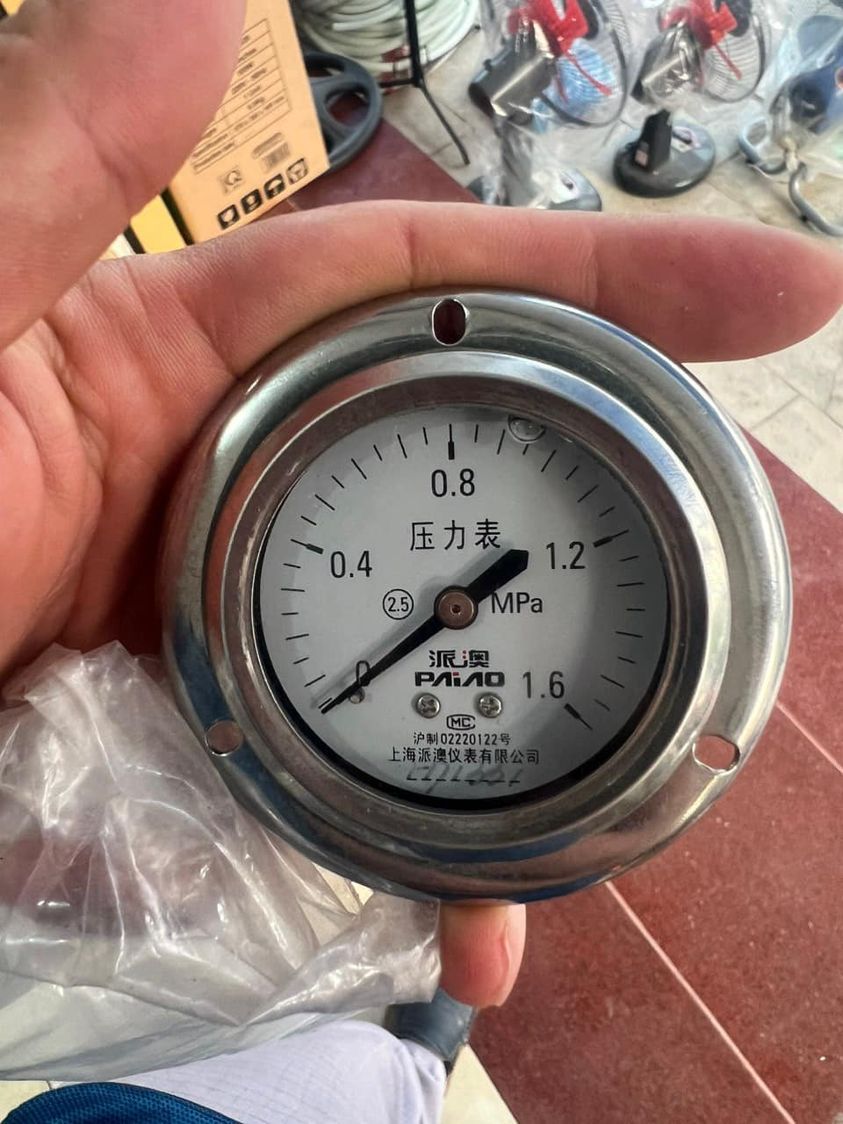 0.8
压力表
0.4
1.2
2.5
MPa
0
派澳
PAIAO
1.6
MC
沪制02220122号
上海派澳仪表有限公司